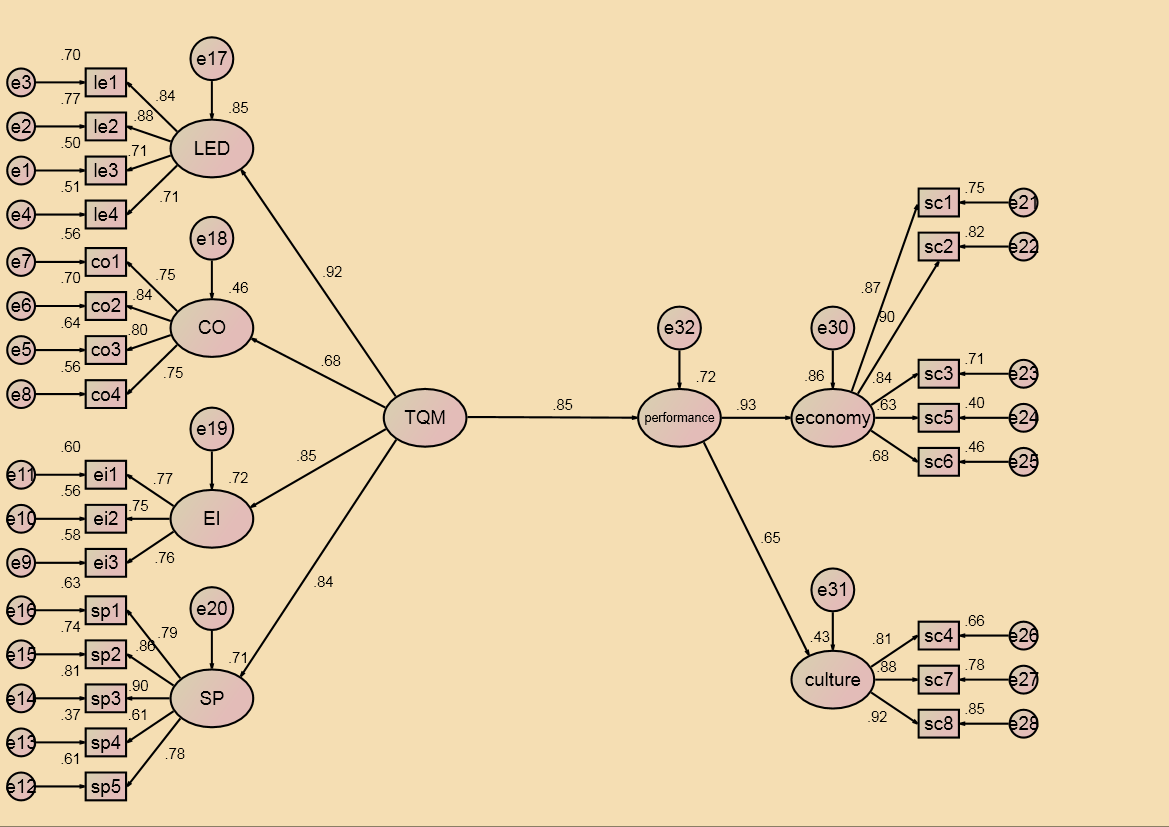 .70
e3 le1 .84
.77
e2 le2 .88
.50
e1 le3 .71
.51
e4 le4 .71
e17
.85
LED
.56
e7 co1 .75
.70
e6 co2 .84
.64
e5 co3 .80
.56
e8 co4 .75
e18
.46
CO
.60
e11 ei1 .77
.56
e10 ei2 .75
.58
e9 ei3 .76
e19
.72
EI
.63
e16 sp1 .79
.74
e15 sp2 .86
.81
e14 sp3 .90
.37
e13 sp4 .61
.61
e12 sp5 .78
e20
.71
SP
.92
.68
.85
.84
TQM
.85
e32
.72
performance
.93
.65
e30
.86
economy
.87 sc1 .75 e21
.90 sc2 .82 e22
.84 sc3 .71 e23
.63 sc5 .40 e24
.68 sc6 .46 e25
e31
.43
culture
.81 sc4 .66 e26
.88 sc7 .78 e27
.92 sc8 .85 e28